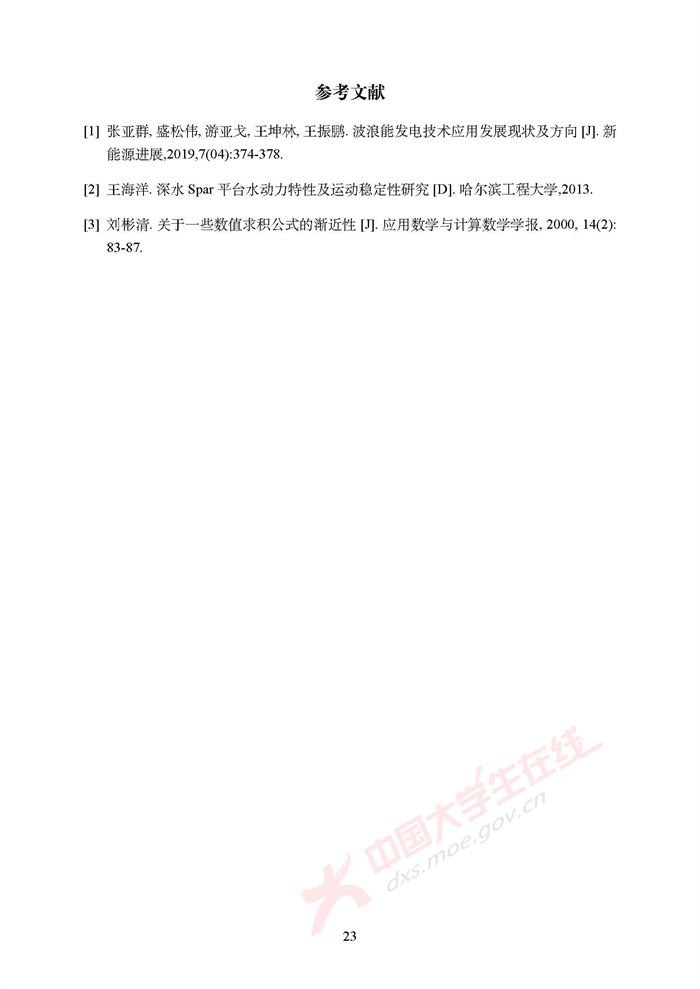 参考文献
[1] 张亚群, 盛松伟, 游亚戈, 王坤林, 王振鹏. 波浪能发电技术应用发展现状及方向 [J]. 新
能源进展,2019,7(04):374-378.
[2] 王海洋. 深水 Spar 平台水动力特性及运动稳定性研究 [D]. 哈尔滨工程大学,2013.
[3] 刘彬清. 关于一些数值求积公式的渐近性 [J]. 应用数学与计算数学学报, 2000, 14(2):
83-87.
中国大学生在线
dxs.moe.gov.cn
23